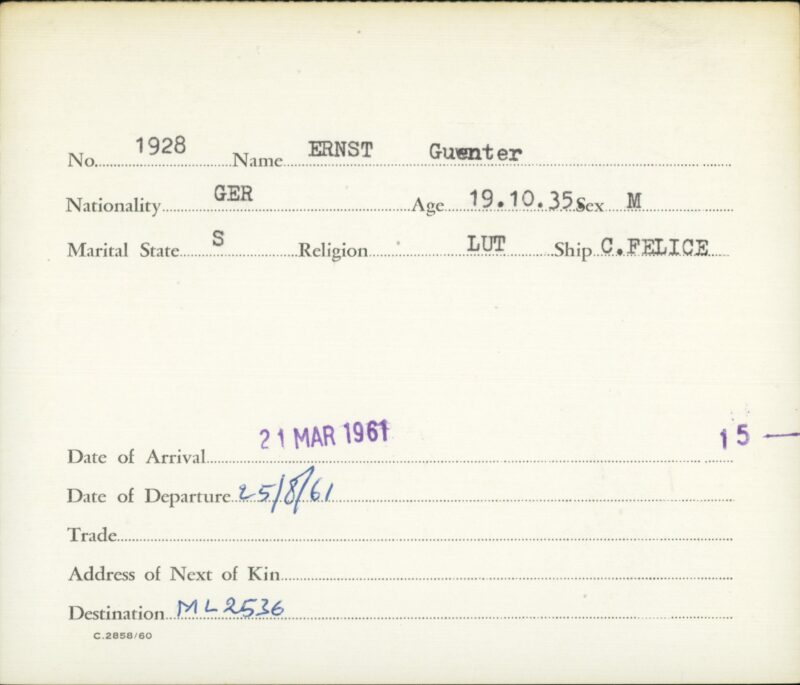 No. 1928 Name ERNST Guenter
Nationality GER Age 19.10.35 Sex M
Marital State S Religion LUT Ship C.FELICE
Date of Arrival 21 MAR 1961 15 —
Date of Departure 25/8/61
Trade
Address of Next of Kin
Destination ML2536
C.2858/60